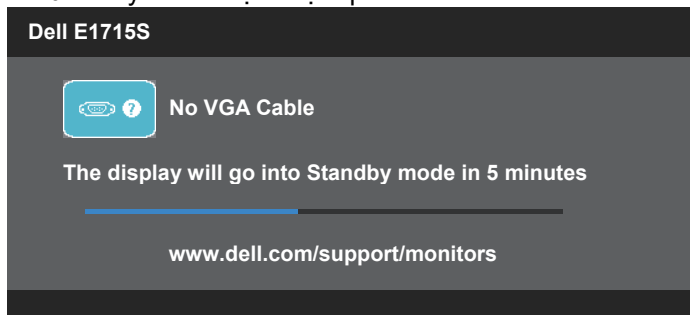 Dell E1715S
No VGA Cable
The display will go into Standby mode in 5 minutes
www.dell.com/support/monitors